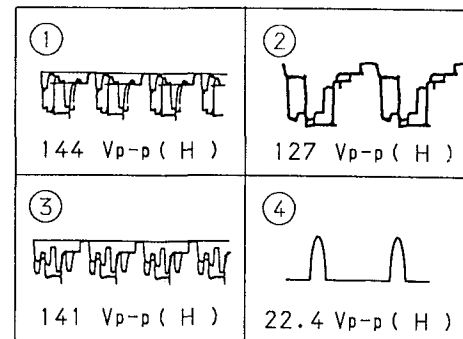 ①
②
144 Vp-p ( H )
127 Vp-p ( H )
③
④
141 Vp-p ( H )
22.4 Vp-p ( H )